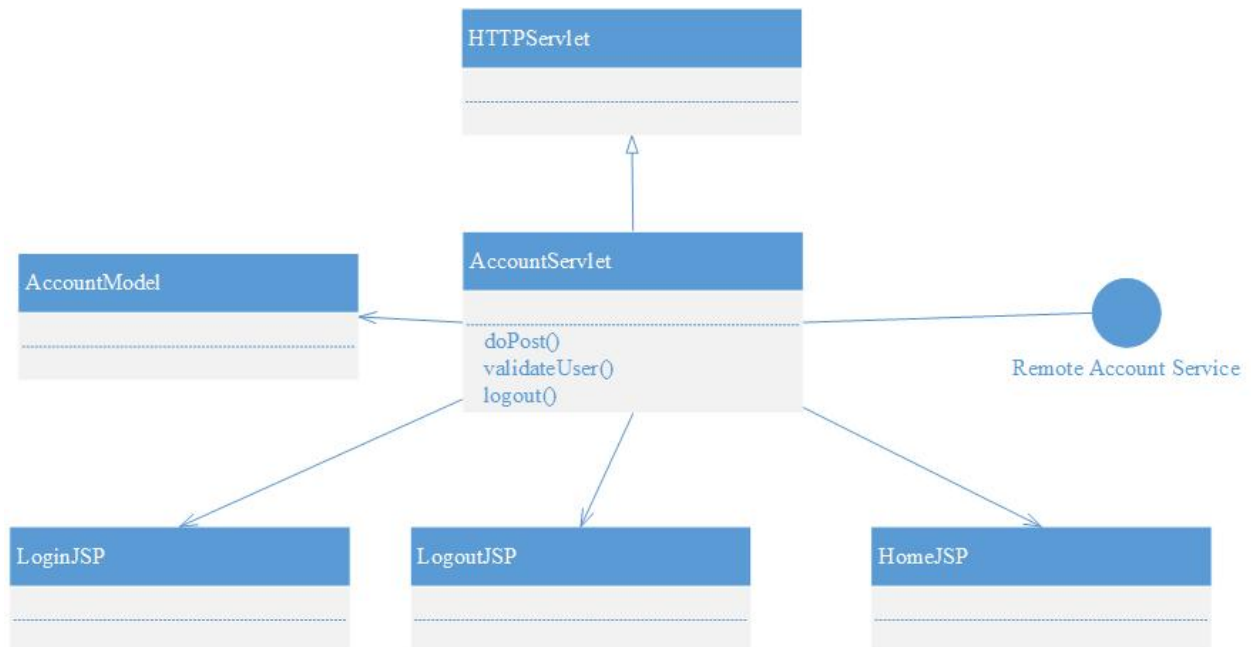 HTTPServlet
AccountServlet
AccountModel
doPost()
validateUser()
logout()
Remote Account Service
LoginJSP
LogoutJSP
HomeJSP